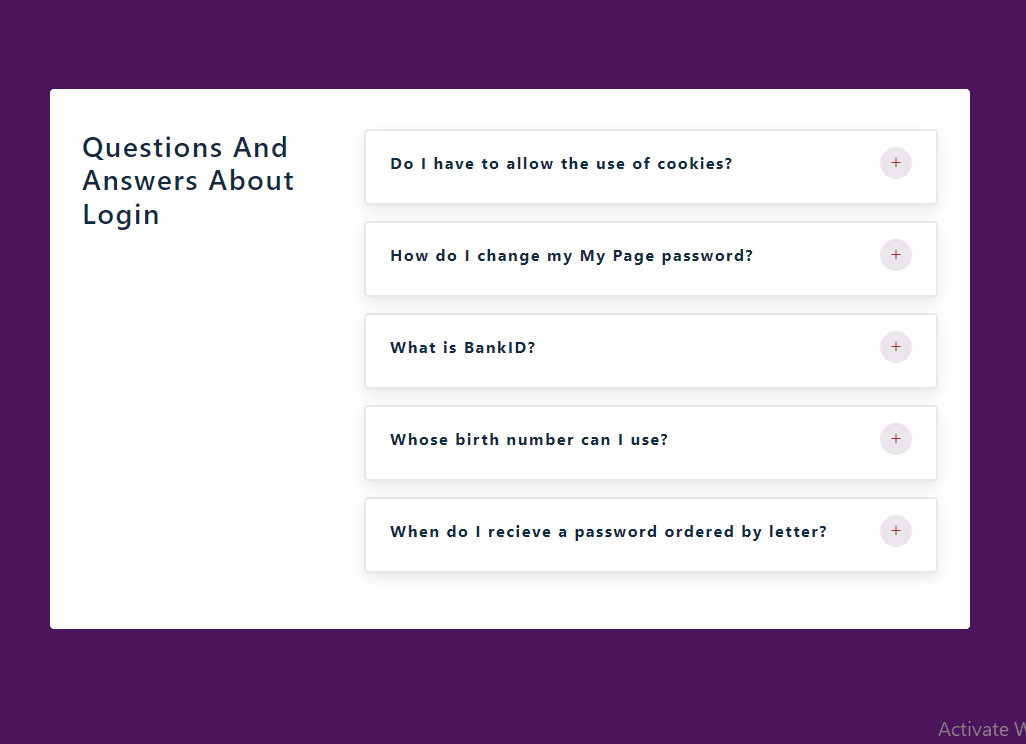 Questions And
Answers About
Login
Do I have to allow the use of cookies?
+
How do I change my My Page password?
+
What is BankID?
+
Whose birth number can I use?
+
When do I recieve a password ordered by letter?
+
Activate W